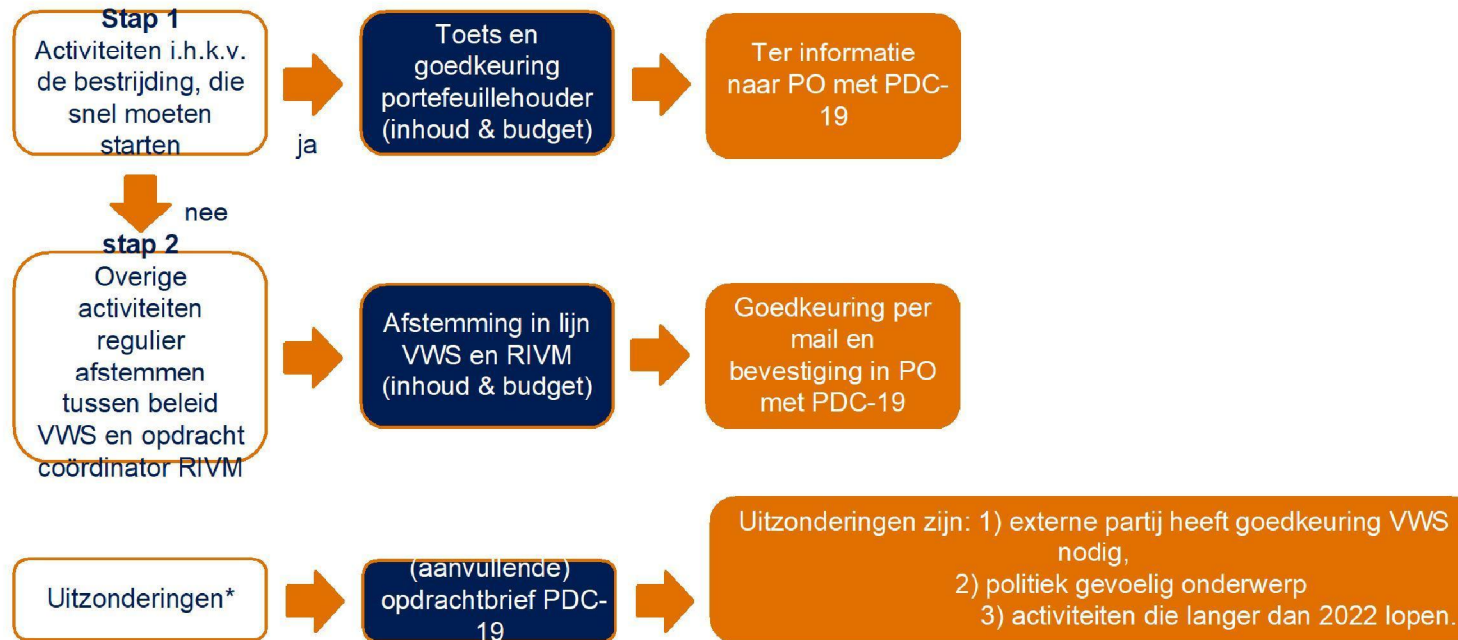 Stap 1
Activiteiten i.h.k.v.
de bestrijding, die
snel moeten
starten
ja
Toets en
goedkeuring
portefeuillehouder
(inhoud & budget)
Ter informatie
naar PO met PDC-
19
nee
stap 2
Overige
activiteiten
regulier
afstemmen
tussen beleid
VWS en opdracht
coördinator RIVM
Afstemming in lijn
VWS en RIVM
(inhoud & budget)
Goedkeuring per
mail en
bevestiging in PO
met PDC-19
Uitzonderingen*
(aanvullende)
opdrachtbrief PDC-
19
Uitzonderingen zijn: 1) externe partij heeft goedkeuring VWS
nodig,
2) politiek gevoelig onderwerp
3) activiteiten die langer dan 2022 lopen.